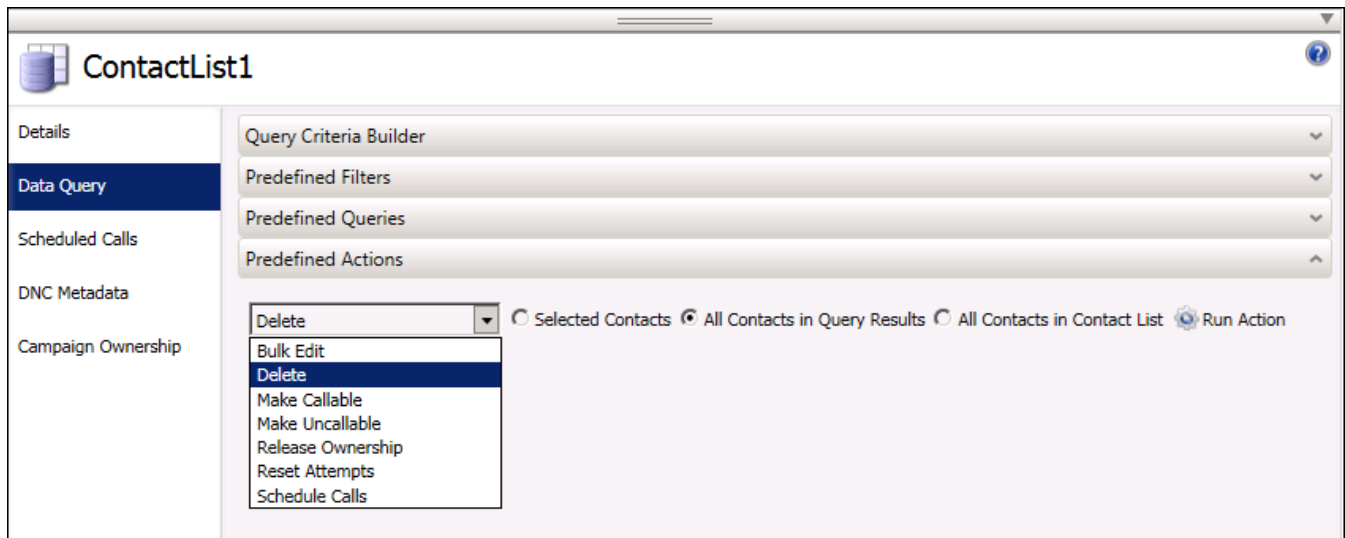 ContactList1
Details
Data Query
Scheduled Calls
DNC Metadata
Campaign Ownership
Query Criteria Builder
Predefined Filters
Predefined Queries
Predefined Actions
Delete Selected Contacts All Contacts in Query Results All Contacts in Contact List Run Action
Bulk Edit
Delete
Make Callable
Make Uncallable
Release Ownership
Reset Attempts
Schedule Calls